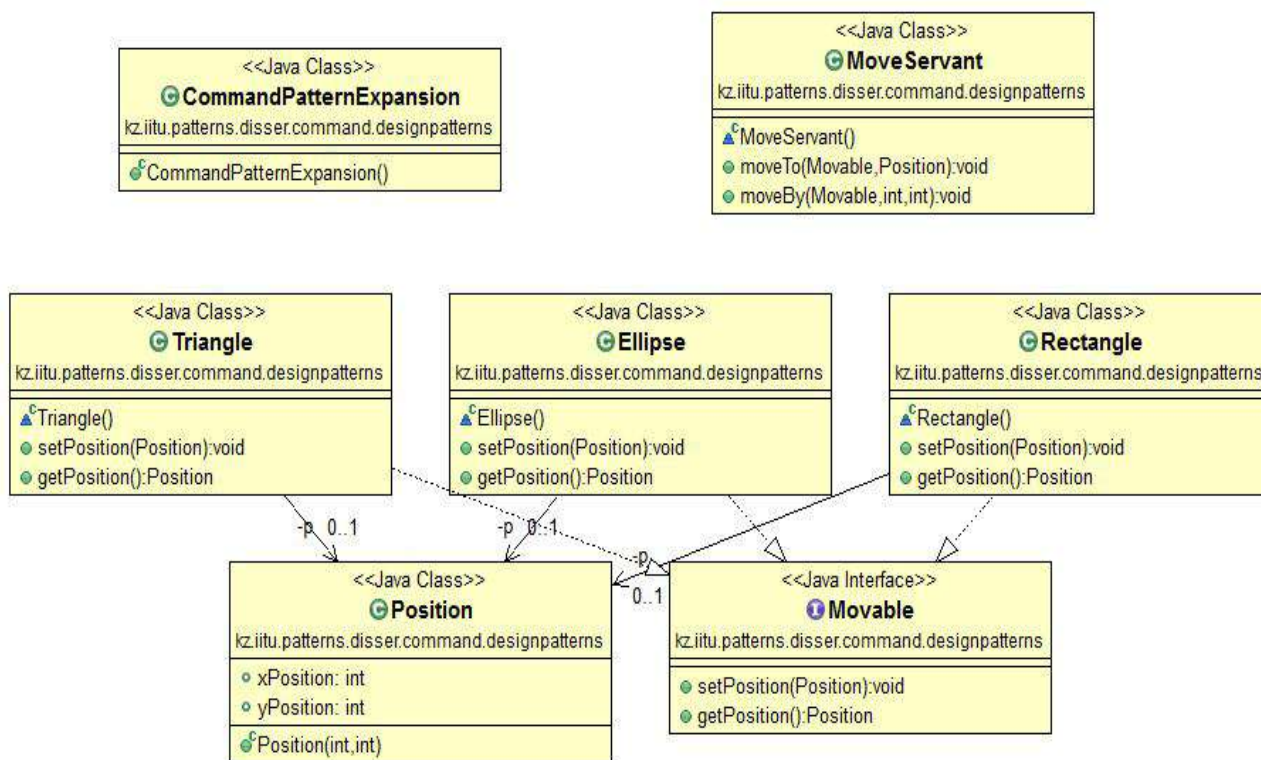 <<Java Class>>
CommandPatternExpansion
kz.iitu.patterns.disser.command.designpatterns
CommandPatternExpansion()
<<Java Class>>
MoveServant
kz.iitu.patterns.disser.command.designpatterns
MoveServant()
moveTo(Movable,Position):void
moveBy(Movable,int,int):void
<<Java Class>>
Triangle
kz.iitu.patterns.disser.command.designpatterns
Triangle()
setPosition(Position):void
getPosition():Position
<<Java Class>>
Ellipse
kz.iitu.patterns.disser.command.designpatterns
Ellipse()
setPosition(Position):void
getPosition():Position
<<Java Class>>
Rectangle
kz.iitu.patterns.disser.command.designpatterns
Rectangle()
setPosition(Position):void
getPosition():Position
-p 0..1
-p 0..1
-p
0..1
<<Java Class>>
Position
kz.iitu.patterns.disser.command.designpatterns
xPosition: int
yPosition: int
Position(int,int)
<<Java Interface>>
Movable
kz.iitu.patterns.disser.command.designpatterns
setPosition(Position):void
getPosition():Position